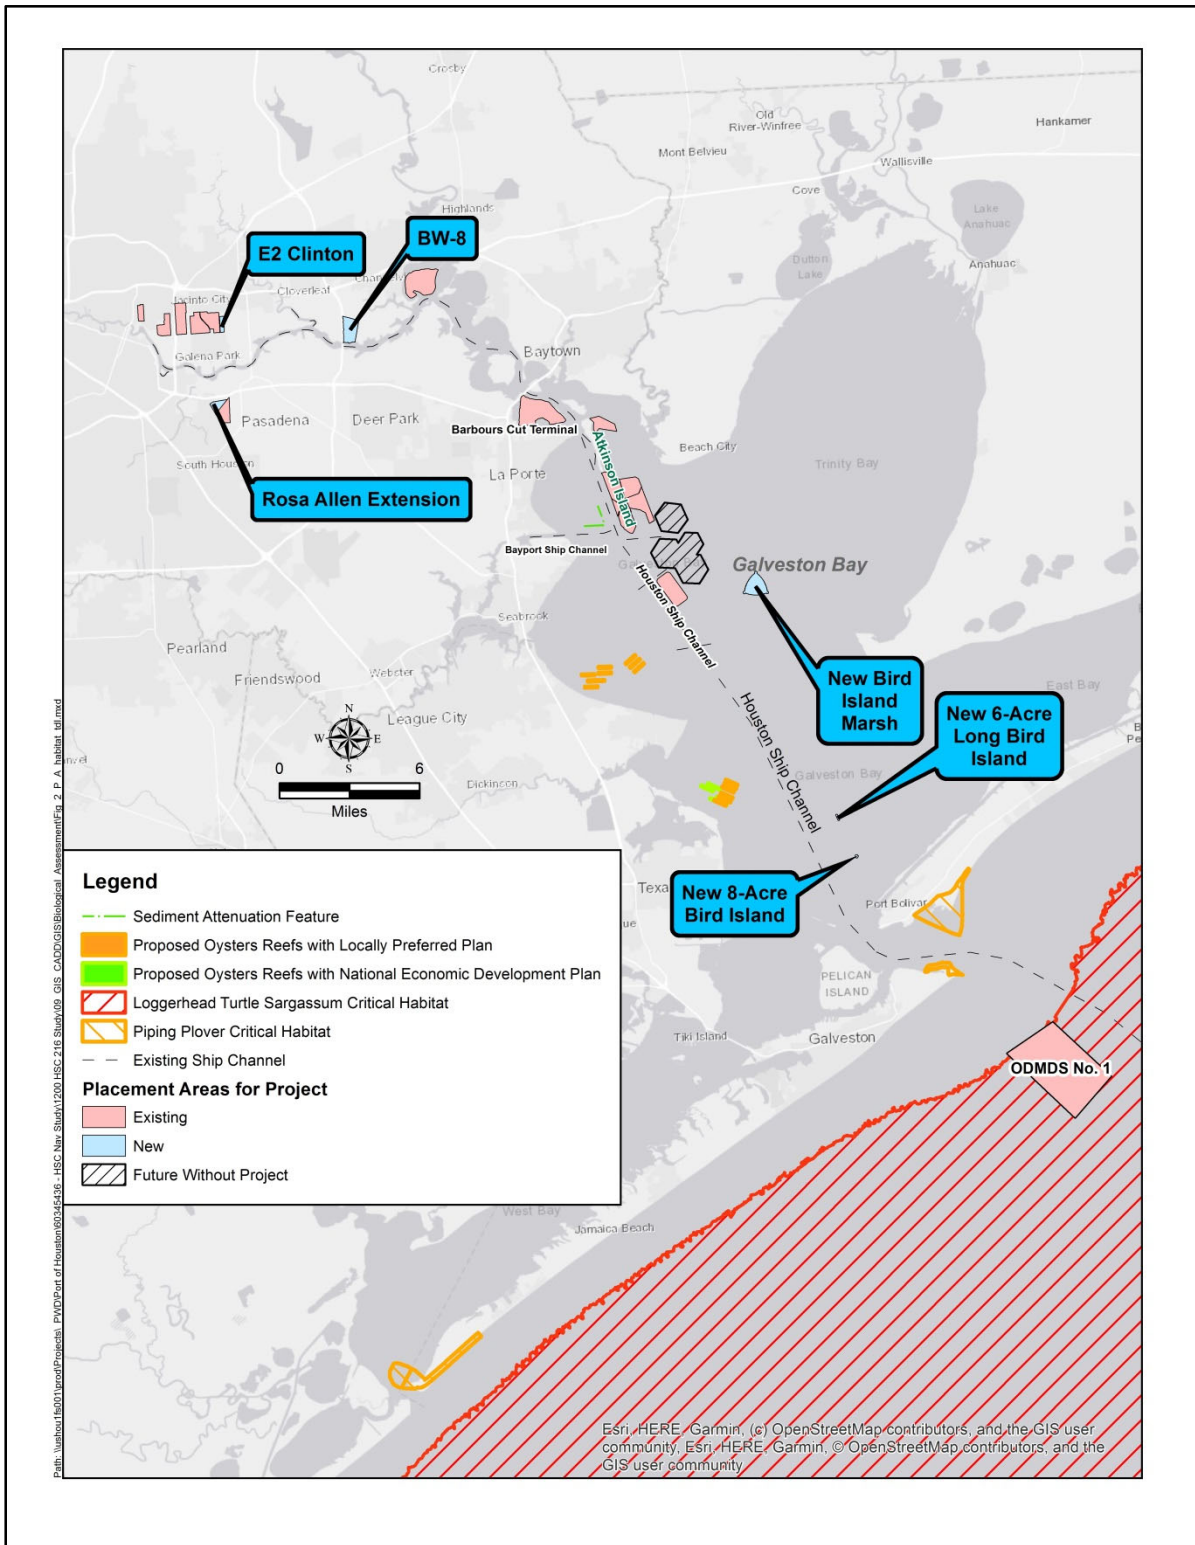 Crosby
Old
River-Winfree
Hankamer
Mont Belvieu
Wallisville
Cove
Highlands
Lake
Anahuac
Anahuac
Dutton
Lake
E2 Clinton
BW-8
Jacinto City
Cloverleaf
Galena Park
Baytown
Pasadena
Deer Park
Barbours Cut Terminal
Beach City
Trinity Bay
South Houston
La Porte
Atkinson Island
Rosa Allen Extension
Bayport Ship Channel
Galveston Bay
Houston Ship Channel
Seabrook
Pearland
Webster
Friendswood
League City
New Bird
Island
Marsh
East Bay
New 6-Acre
Long Bird
Island
N
W
E
S
0
6
Miles
Dickinson
Houston Ship Channel
Galveston Bay
New 8-Acre
Bird Island
Port Bolivar
PELICAN
ISLAND
Tiki Island
Galveston
ODMDS No. 1
Legend
Sediment Attenuation Feature
Proposed Oysters Reefs with Locally Preferred Plan
Proposed Oysters Reefs with National Economic Development Plan
Loggerhead Turtle Sargassum Critical Habitat
Piping Plover Critical Habitat
Existing Ship Channel
Placement Areas for Project
Existing
New
Future Without Project
West Bay
Jamaica Beach
Esri, HERE, Garmin, (c) OpenStreetMap contributors, and the GIS user
community, Esri, HERE, Garmin, © OpenStreetMap contributors, and the
GIS user community